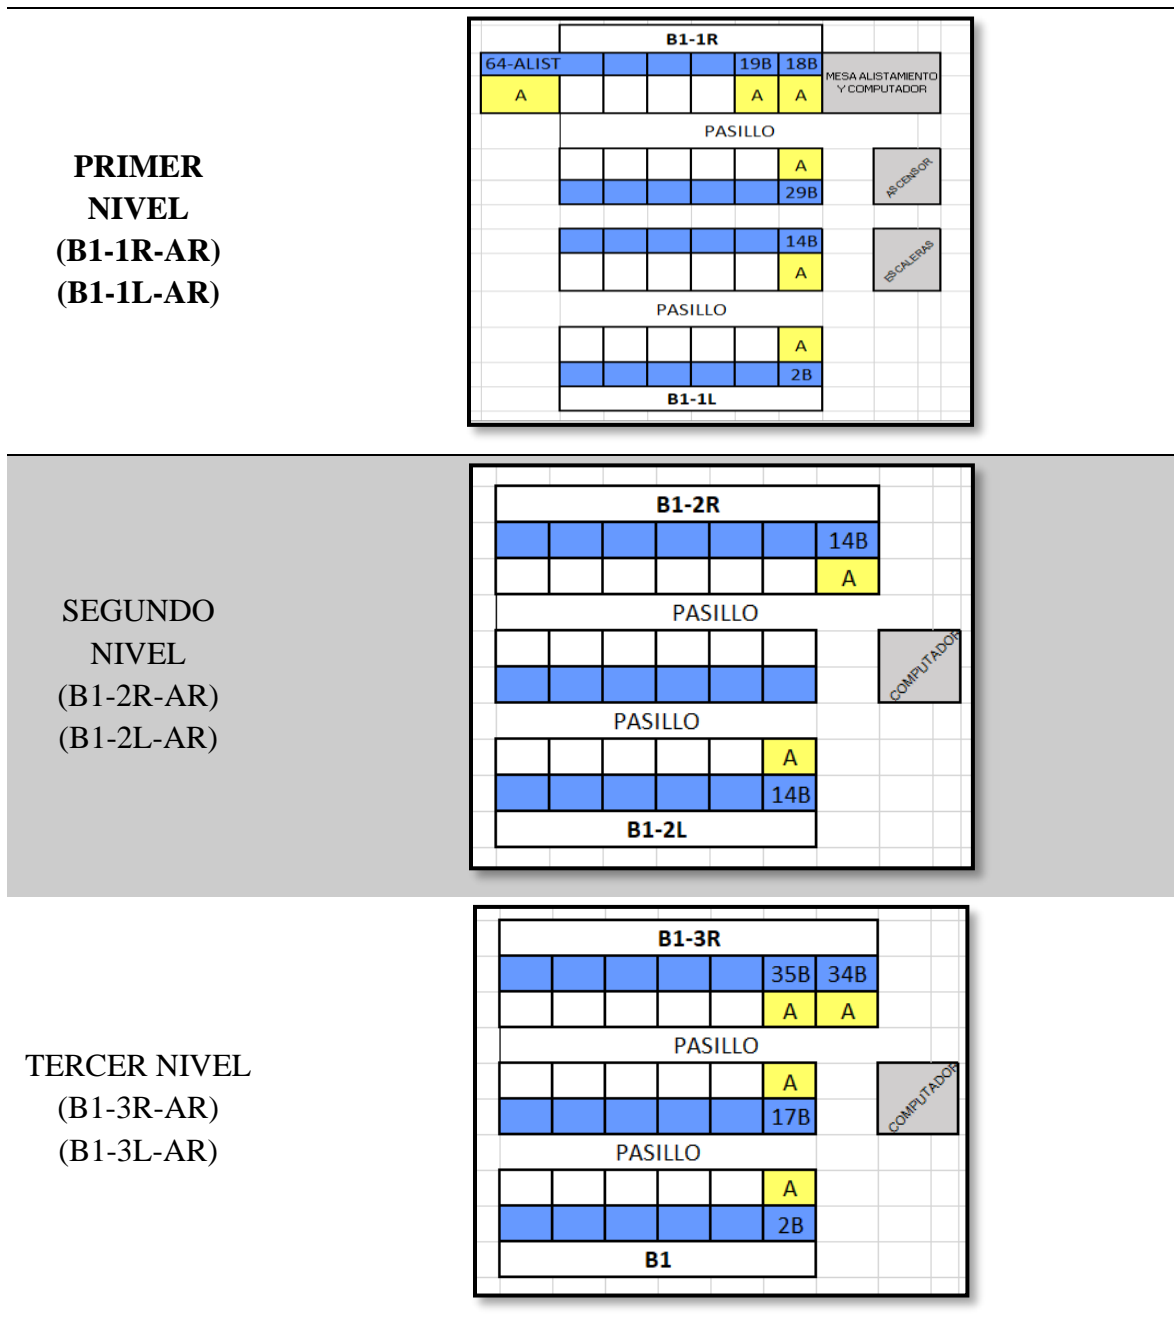 PRIMER
NIVEL
(B1-1R-AR)
(B1-1L-AR)
B1-1R
64-ALIST 19B 18B
MESA ALISTAMIENTO
Y COMPUTADOR
A A A
PASILLO
A
29B
ASCENSOR
14B
A
ESCALERAS
PASILLO
A
2B
B1-1L
SEGUNDO
NIVEL
(B1-2R-AR)
(B1-2L-AR)
B1-2R
14B
A
PASILLO
COMPUTADOR
PASILLO
A
14B
B1-2L
TERCER NIVEL
(B1-3R-AR)
(B1-3L-AR)
B1-3R
35B 34B
A A
PASILLO
A
17B
COMPUTADOR
PASILLO
A
2B
B1